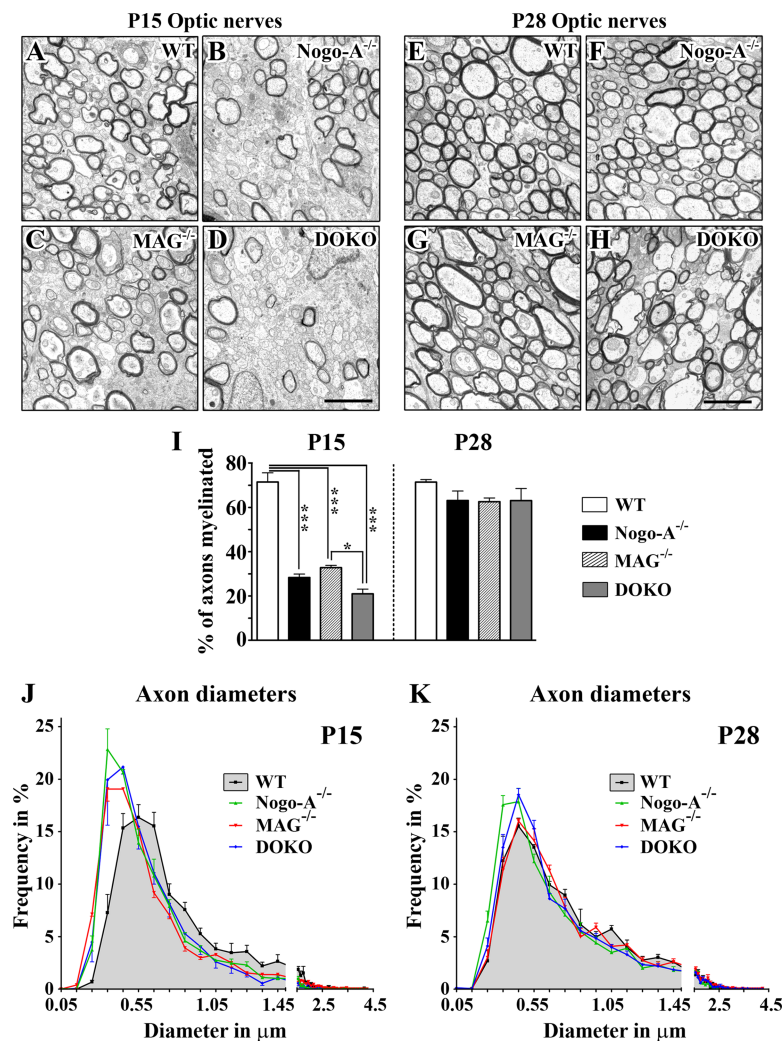 P15 Optic nerves
P28 Optic nerves
A WT
B Nogo-A-/-
E WT
F Nogo-A-/-
C MAG-/-
D DOKO
G MAG-/-
H DOKO
I P15 P28
% of axons myelinated
80
60
40
20
0
***
***
***
*
WT
Nogo-A-/-
MAG-/-
DOKO
J Axon diameters
P15
Frequency in %
25
20
15
10
5
0
WT
Nogo-A-/-
MAG-/-
DOKO
0.05 0.55 1.05 1.45 2.5 4.5
Diameter in µm
K Axon diameters
P28
Frequency in %
25
20
15
10
5
0
WT
Nogo-A-/-
MAG-/-
DOKO
0.05 0.55 1.05 1.45 2.5 4.5
Diameter in µm